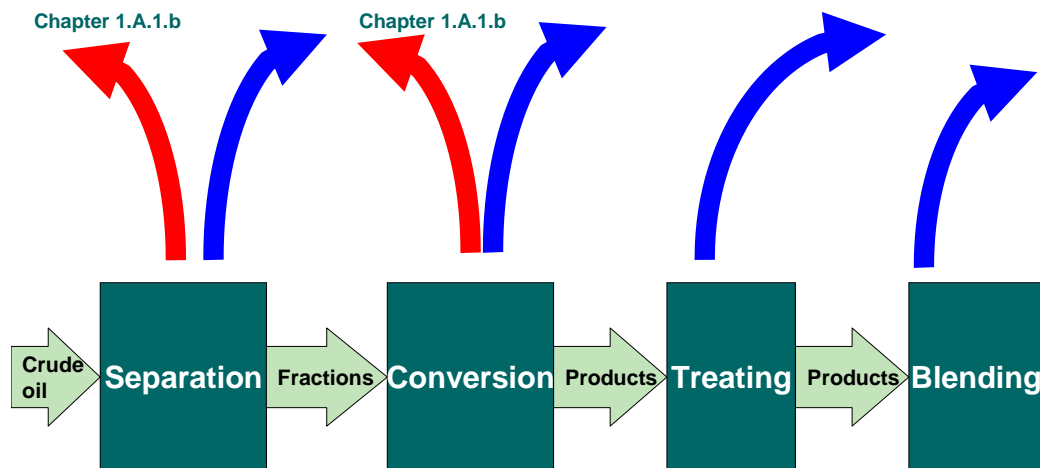 Chapter 1.A.1.b
Chapter 1.A.1.b
Crude
oil
Separation
Fractions
Conversion
Products
Treating
Products
Blending